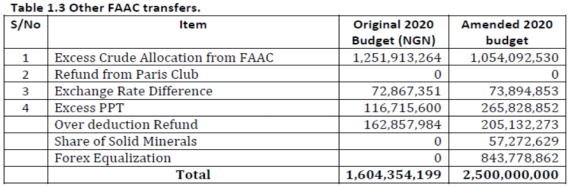 Table 1.3 Other FAAC transfers.
S/No Item Original 2020 Amended 2020
Budget (NGN) budget
1 Excess Crude Allocation from FAAC 1,251,913,264 1,054,092,530
2 Refund from Paris Club 0 0
3 Exchange Rate Difference 72,867,351 73,894,853
4 Excess PPT 116,715,600 265,828,852
Over deduction Refund 162,857,984 205,132,273
Share of Solid Minerals 0 57,272,629
Forex Equalization 0 843,778,862
Total 1,604,354,199 2,500,000,000